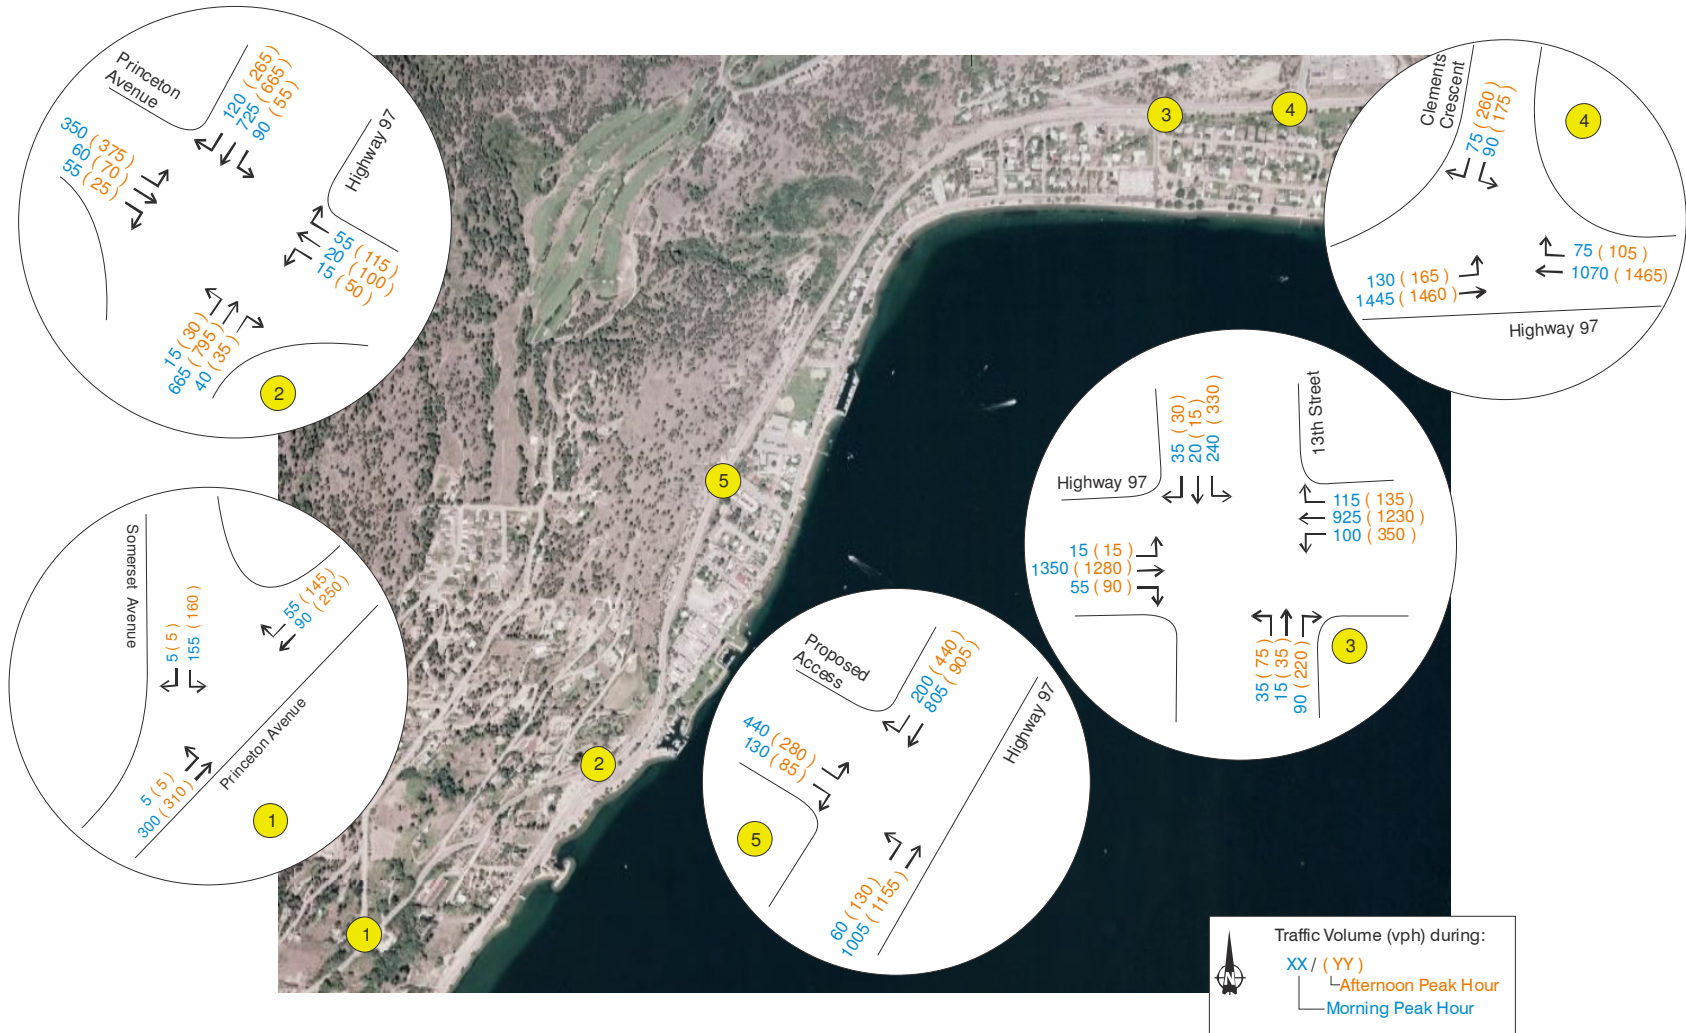 Princeton
Avenue
120 ( 265)
725 (665)
90 ( 55)
Highway 97
350 ( 375)
60 ( 70)
55 ( 25)
55 ( 115)
20 ( 100)
15 ( 50)
15 ( 30)
665 ( 795)
40 ( 35)
2
Clements
Crescent
75 ( 260)
90 ( 175)
4
75 ( 105 )
1070 ( 1465)
130 ( 165 )
1445 ( 1460 )
Highway 97
3
4
5
2
1
13th Street
35 ( 30 )
20 ( 15 )
240 ( 330 )
Highway 97
115 ( 135 )
925 ( 1230 )
100 ( 350 )
15 ( 15 )
1350 ( 1280 )
55 ( 90 )
35 ( 75 )
15 ( 35 )
90 ( 220 )
3
Somerset Avenue
5 ( 5 )
155 ( 160 )
55 ( 145)
90 (250)
Princeton Avenue
5 ( 5 )
300 ( 310)
1
Proposed
Access
200 ( 440)
805 ( 905)
Highway 97
440 ( 280)
130 ( 85)
60 ( 130)
1005 ( 1155)
5
Traffic Volume (vph) during:
XX / ( YY )
Afternoon Peak Hour
Morning Peak Hour
N